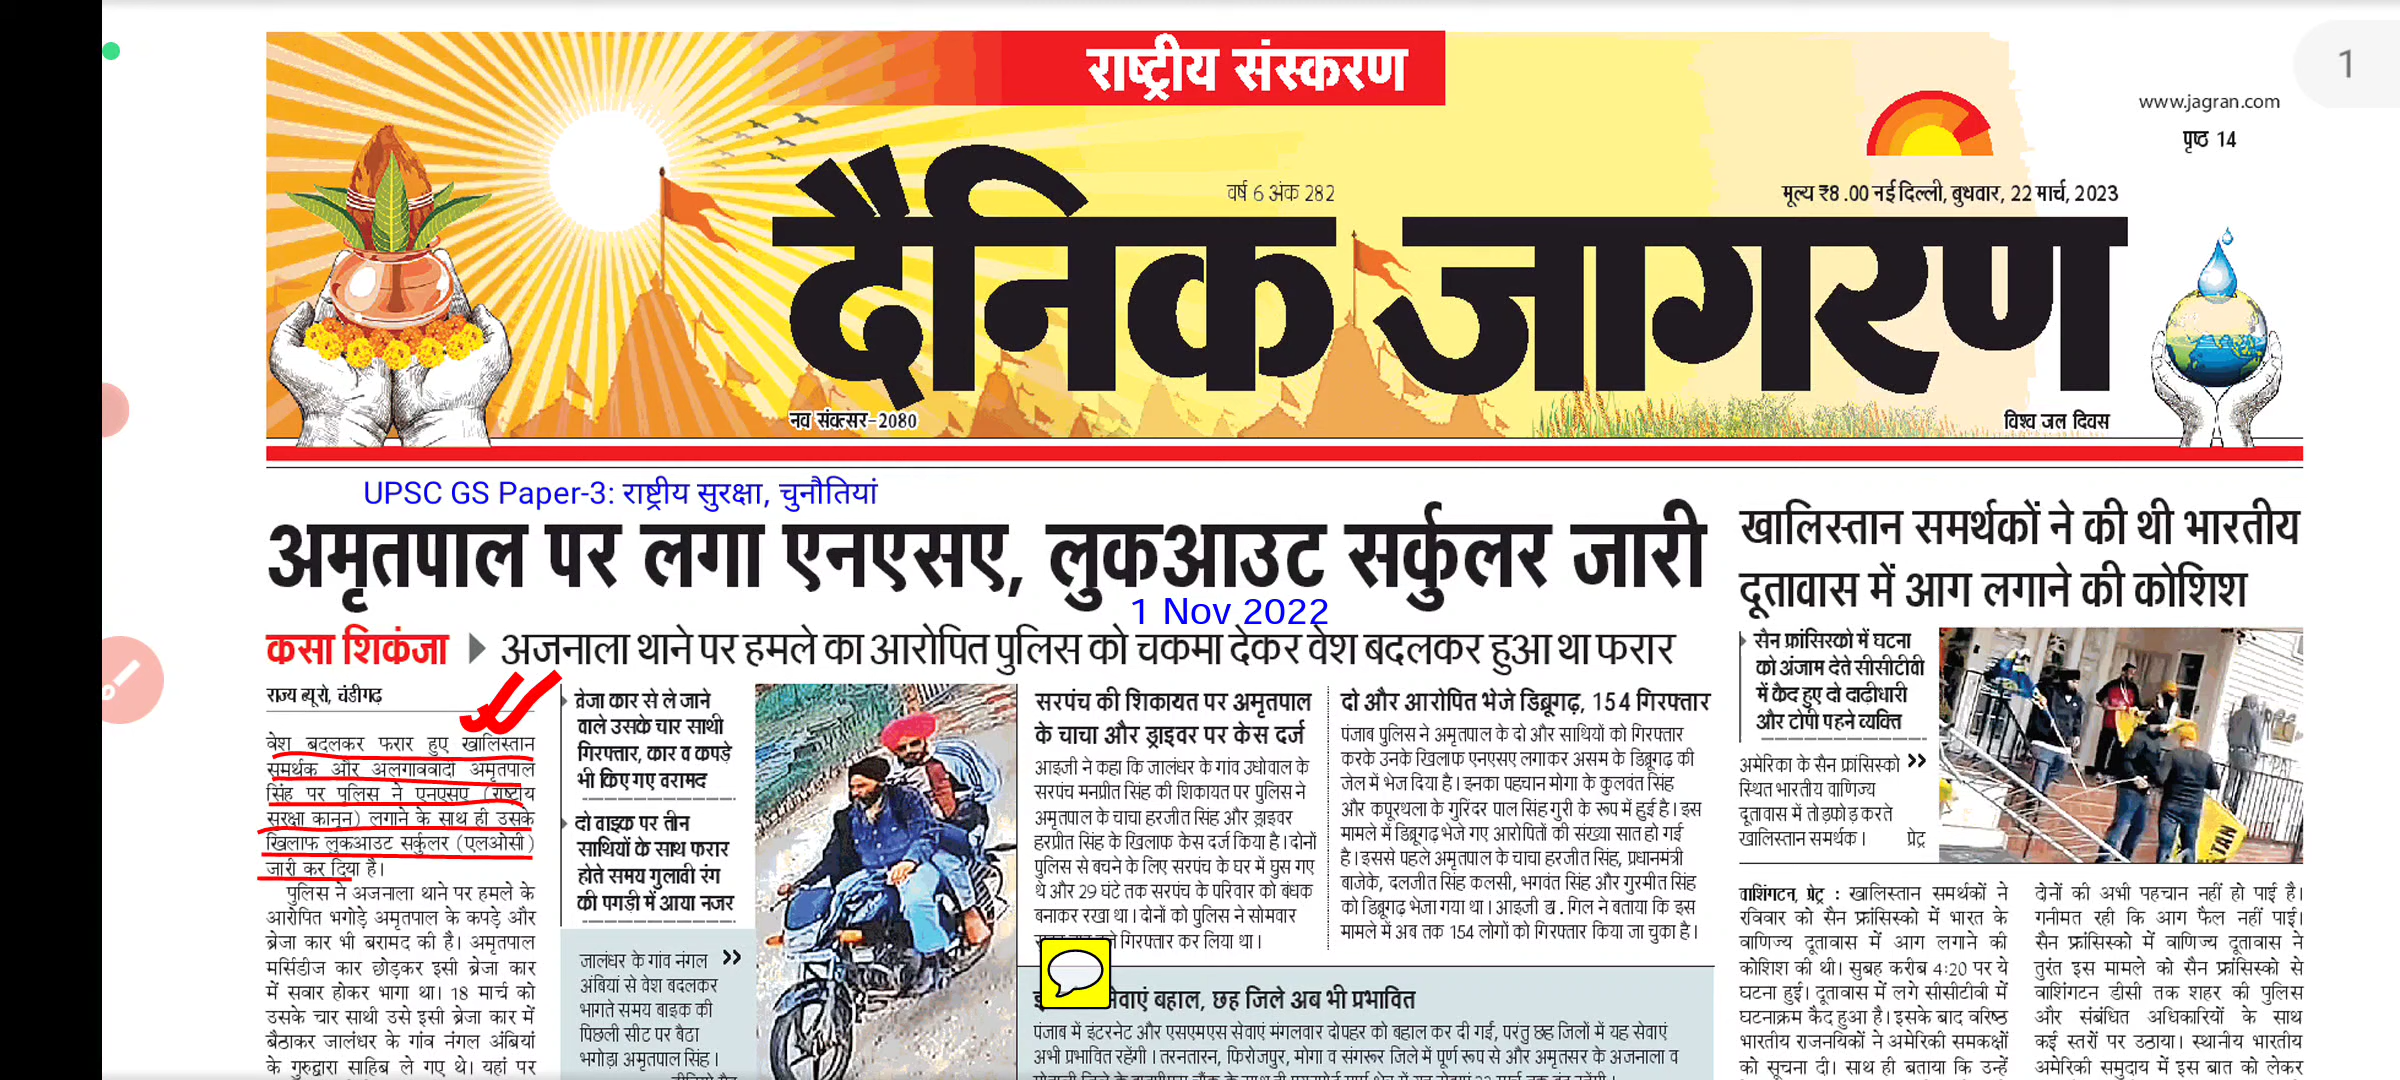 1
राष्ट्रीय संस्करण
www.jagran.com
पृष्ठ 14
वर्ष 6 अंक 282
मूल्य ₹8.00 नई दिल्ली, बुधवार, 22 मार्च, 2023
दैनिक जागरण
नव संवत्सर-2080
विश्व जल दिवस
UPSC GS Paper-3: राष्ट्रीय सुरक्षा, चुनौतियां
अमृतपाल पर लगा एनएसए, लुकआउट सर्कुलर जारी
1 Nov 2022
कसा शिकंजा ▶ अजनाला थाने पर हमले का आरोपित पुलिस को चकमा देकर वेश बदलकर हुआ था फरार
राज्य ब्यूरो, चंडीगढ़
वेश बदलकर फरार हुए खालिस्तान
समर्थक और अलगाववादी अमृतपाल
सिंह पर पुलिस ने एनएसए (राष्ट्रीय
सुरक्षा कानून) लगाने के साथ ही उसके
खिलाफ लुकआउट सर्कुलर (एलओसी)
जारी कर दिया है।
पुलिस ने अजनाला थाने पर हमले के
आरोपित भगोड़े अमृतपाल के कपड़े और
ब्रेजा कार भी बरामद की है। अमृतपाल
मर्सिडीज कार छोड़कर इसी ब्रेजा कार
में सवार होकर भागा था। 18 मार्च को
उसके चार साथी उसे इसी ब्रेजा कार में
बैठाकर जालंधर के गांव नंगल अंबियां
के गुरुद्वारा साहिब ले गए थे। यहां पर
ब्रेजा कार से ले जाने
वाले उसके चार साथी
गिरफ्तार, कार व कपड़े
भी किए गए बरामद
दो बाइक पर तीन
साथियों के साथ फरार
होते समय गुलाबी रंग
की पगड़ी में आया नजर
जालंधर के गांव नंगल
अंबियां से वेश बदलकर
भागते समय बाइक की
पिछली सीट पर बैठा
भगोड़ा अमृतपाल सिंह।
सरपंच की शिकायत पर अमृतपाल
के चाचा और ड्राइवर पर केस दर्ज
आइजी ने कहा कि जालंधर के गांव उधोवाल के
सरपंच मनप्रीत सिंह की शिकायत पर पुलिस ने
अमृतपाल के चाचा हरजीत सिंह और ड्राइवर
हरप्रीत सिंह के खिलाफ केस दर्ज किया है। दोनों
पुलिस से बचने के लिए सरपंच के घर में घुस गए
थे और 29 घंटे तक सरपंच के परिवार को बंधक
बनाकर रखा था। दोनों को पुलिस ने सोमवार
गिरफ्तार कर लिया था।
दो और आरोपित भेजे डिब्रूगढ़, 154 गिरफ्तार
पंजाब पुलिस ने अमृतपाल के दो और साथियों को गिरफ्तार
करके उनके खिलाफ एनएसए लगाकर असम के डिब्रूगढ़ की
जेल में भेज दिया है। इनका पहचान मोगा के कुलवंत सिंह
और कपूरथला के गुरिंदर पाल सिंह गुरी के रूप में हुई है। इस
मामले में डिब्रूगढ़ भेजे गए आरोपितों की संख्या सात हो गई
है। इससे पहले अमृतपाल के चाचा हरजीत सिंह, प्रधानमंत्री
बाजेके, दलजीत सिंह कलसी, भगवंत सिंह और गुरमीत सिंह
को डिब्रूगढ़ भेजा गया था। आइजी डा. गिल ने बताया कि इस
मामले में अब तक 154 लोगों को गिरफ्तार किया जा चुका है।
सेवाएं बहाल, छह जिले अब भी प्रभावित
पंजाब में इंटरनेट और एसएमएस सेवाएं मंगलवार दोपहर को बहाल कर दी गईं, परंतु छह जिलों में यह सेवाएं
अभी प्रभावित रहेंगी। तरनतारन, फिरोजपुर, मोगा व संगरूर जिले में पूर्ण रूप से और अमृतसर के अजनाला व
खालिस्तान समर्थकों ने की थी भारतीय
दूतावास में आग लगाने की कोशिश
सैन फ्रांसिस्को में घटना
को अंजाम देते सीसीटीवी
में कैद हुए दो दाढ़ीधारी
और टोपी पहने व्यक्ति
अमेरिका के सैन फ्रांसिस्को
स्थित भारतीय वाणिज्य
दूतावास में तोड़फोड़ करते
खालिस्तान समर्थक। प्रेट्र
वाशिंगटन, प्रेट्र : खालिस्तान समर्थकों ने
रविवार को सैन फ्रांसिस्को में भारत के
वाणिज्य दूतावास में आग लगाने की
कोशिश की थी। सुबह करीब 4:20 पर ये
घटना हुई। दूतावास में लगे सीसीटीवी में
घटनाक्रम कैद हुआ है। इसके बाद वरिष्ठ
भारतीय राजनयिकों ने अमेरिकी समकक्षों
को सूचना दी। साथ ही बताया कि उन्हें
दोनों की अभी पहचान नहीं हो पाई है।
गनीमत रही कि आग फैल नहीं पाई।
सैन फ्रांसिस्को में वाणिज्य दूतावास ने
तुरंत इस मामले को सैन फ्रांसिस्को से
वाशिंगटन डीसी तक शहर की पुलिस
और संबंधित अधिकारियों के साथ
कई स्तरों पर उठाया। स्थानीय भारतीय
अमेरिकी समुदाय में इस बात को लेकर